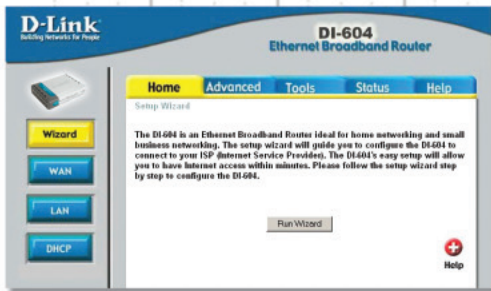 D-Link
Building Networks for People
DI-604
Ethernet Broadband Router
Home Advanced Tools Status Help
Setup Wizard
Wizard
WAN
LAN
DHCP
The DI-604 is an Ethernet Broadband Router ideal for home networking and small
business networking. The setup wizard will guide you to configure the DI-604 to
connect to your ISP (Internet Service Provider). The DI-604's easy setup will allow
you to have Internet access within minutes. Please follow the setup wizard step
by step to configure the DI-604.
Run Wizard
Help